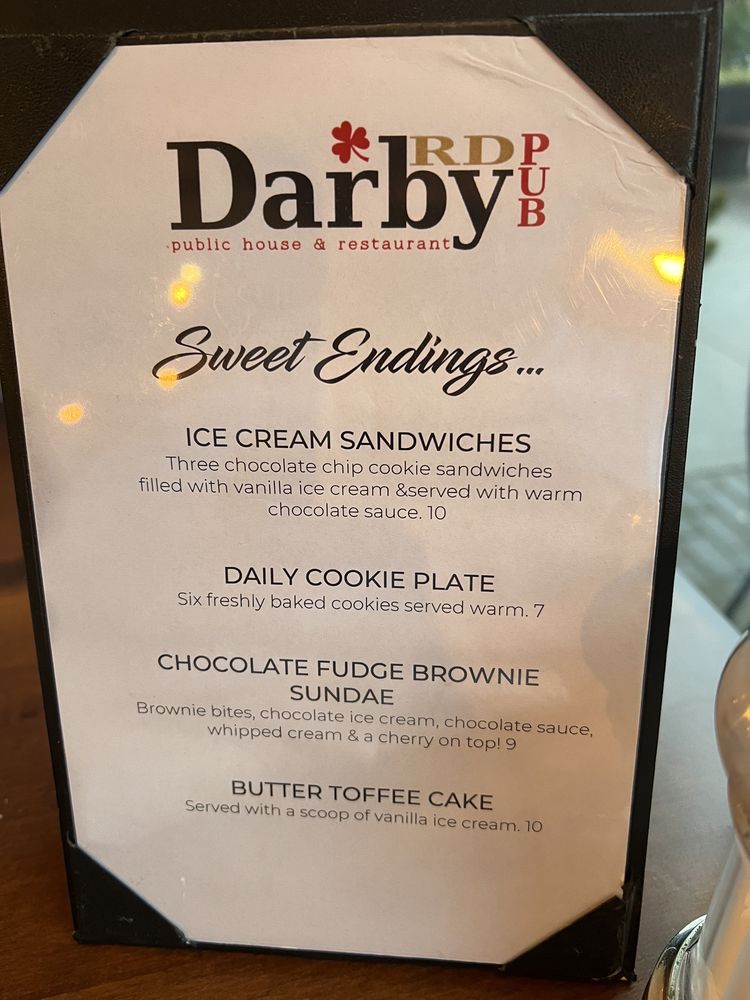 Darby RD PUB
public house & restaurant
Sweet Endings...
ICE CREAM SANDWICHES
Three chocolate chip cookie sandwiches
filled with vanilla ice cream &served with warm
chocolate sauce. 10
DAILY COOKIE PLATE
Six freshly baked cookies served warm. 7
CHOCOLATE FUDGE BROWNIE
SUNDAE
Brownie bites, chocolate ice cream, chocolate sauce,
whipped cream & a cherry on top! 9
BUTTER TOFFEE CAKE
Served with a scoop of vanilla ice cream. 10